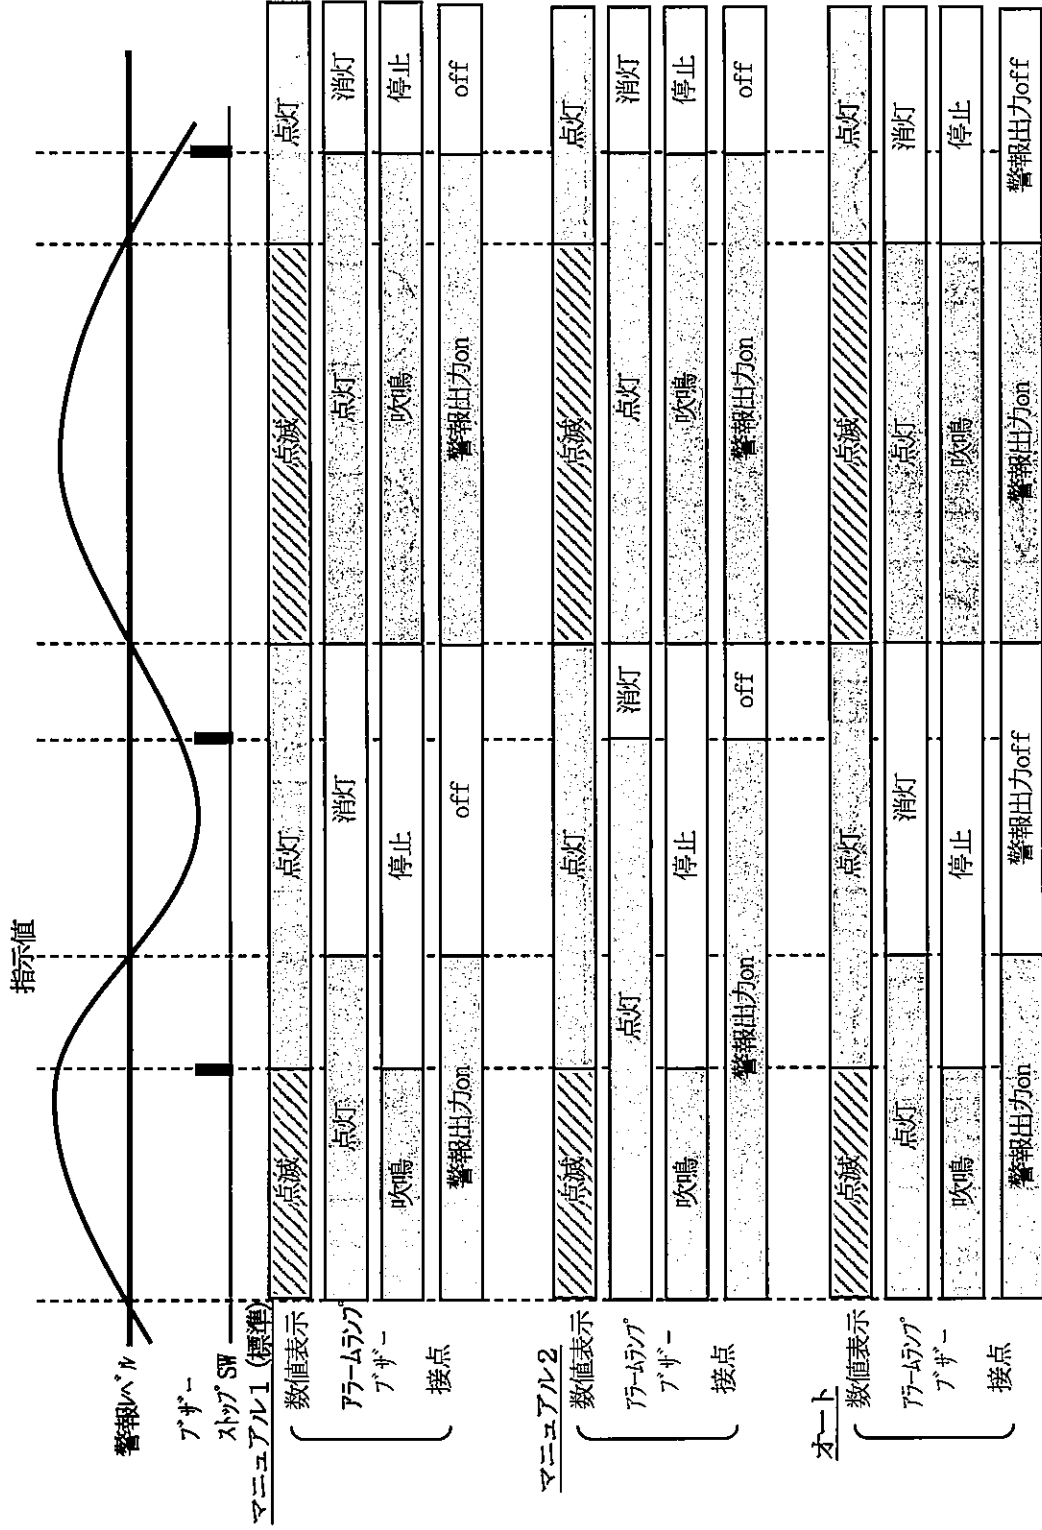 指示値
警報レベル
ブザー
ストップSW
マニュアル1 (標準)
数値表示
点滅 点灯 点滅 点灯
アラームランプ
点灯 消灯 点灯 消灯
ブザー
吹鳴 停止 吹鳴 停止
接点
警報出力on off 警報出力on off
マニュアル2
数値表示
点滅 点灯 点滅 点灯
アラームランプ
点灯 消灯 点灯 消灯
ブザー
吹鳴 停止 吹鳴 停止
接点
警報出力on off 警報出力on off
オート
数値表示
点滅 点灯 点滅 点灯
アラームランプ
点灯 消灯 点灯 消灯
ブザー
吹鳴 停止 吹鳴 停止
接点
警報出力on 警報出力off 警報出力on 警報出力off